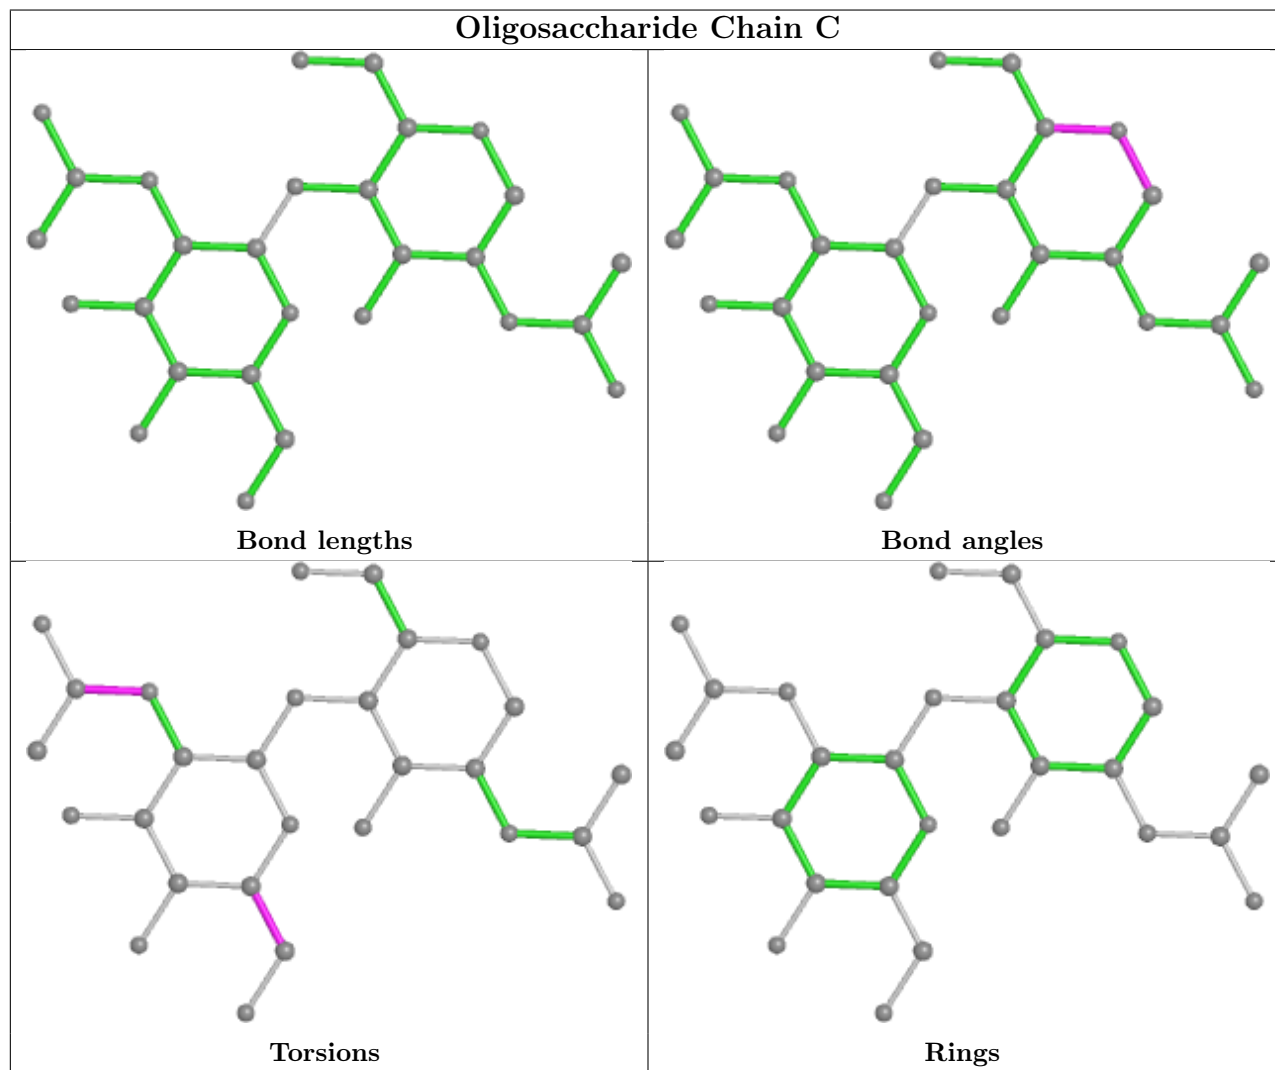 Oligosaccharide Chain C
Bond lengths
Bond angles
Torsions
Rings